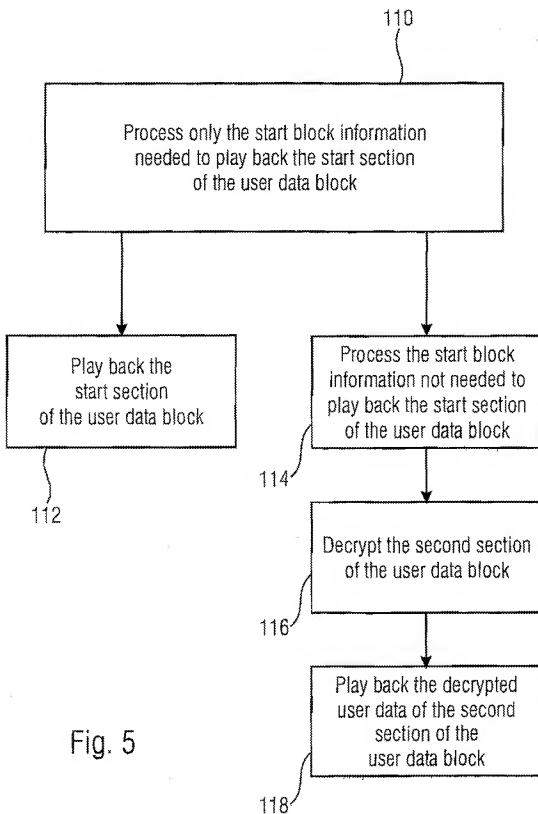 110
Process only the start block information
needed to play back the start section
of the user data block
Play back the
start section
of the user data block
112
Process the start block
information not needed to
play back the start section
of the user data block
114
Decrypt the second section
of the user data block
116
Play back the decrypted
user data of the second
section of the
user data block
118
Fig. 5